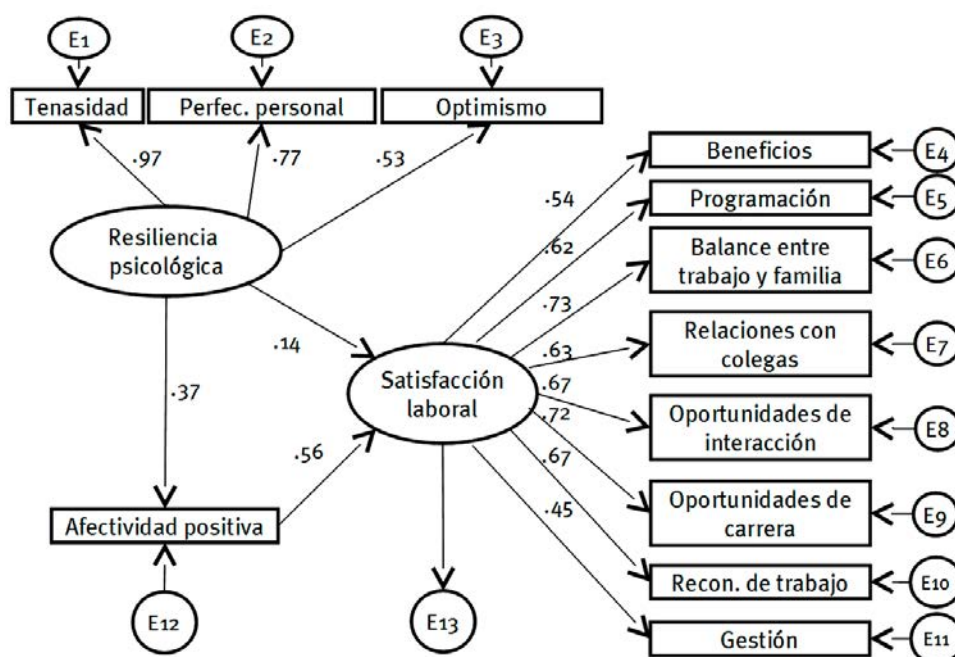 E1
E2
E3
Tenasidad
Perfec. personal
Optimismo
.97
.77
.53
Resiliencia
psicológica
.14
.37
.56
Afectividad positiva
E12
Satisfacción
laboral
E13
.54
.62
.73
.63
.67
.72
.67
.45
Beneficios
E4
Programación
E5
Balance entre
trabajo y familia
E6
Relaciones con
colegas
E7
Oportunidades de
interacción
E8
Oportunidades de
carrera
E9
Recon. de trabajo
E10
Gestión
E11